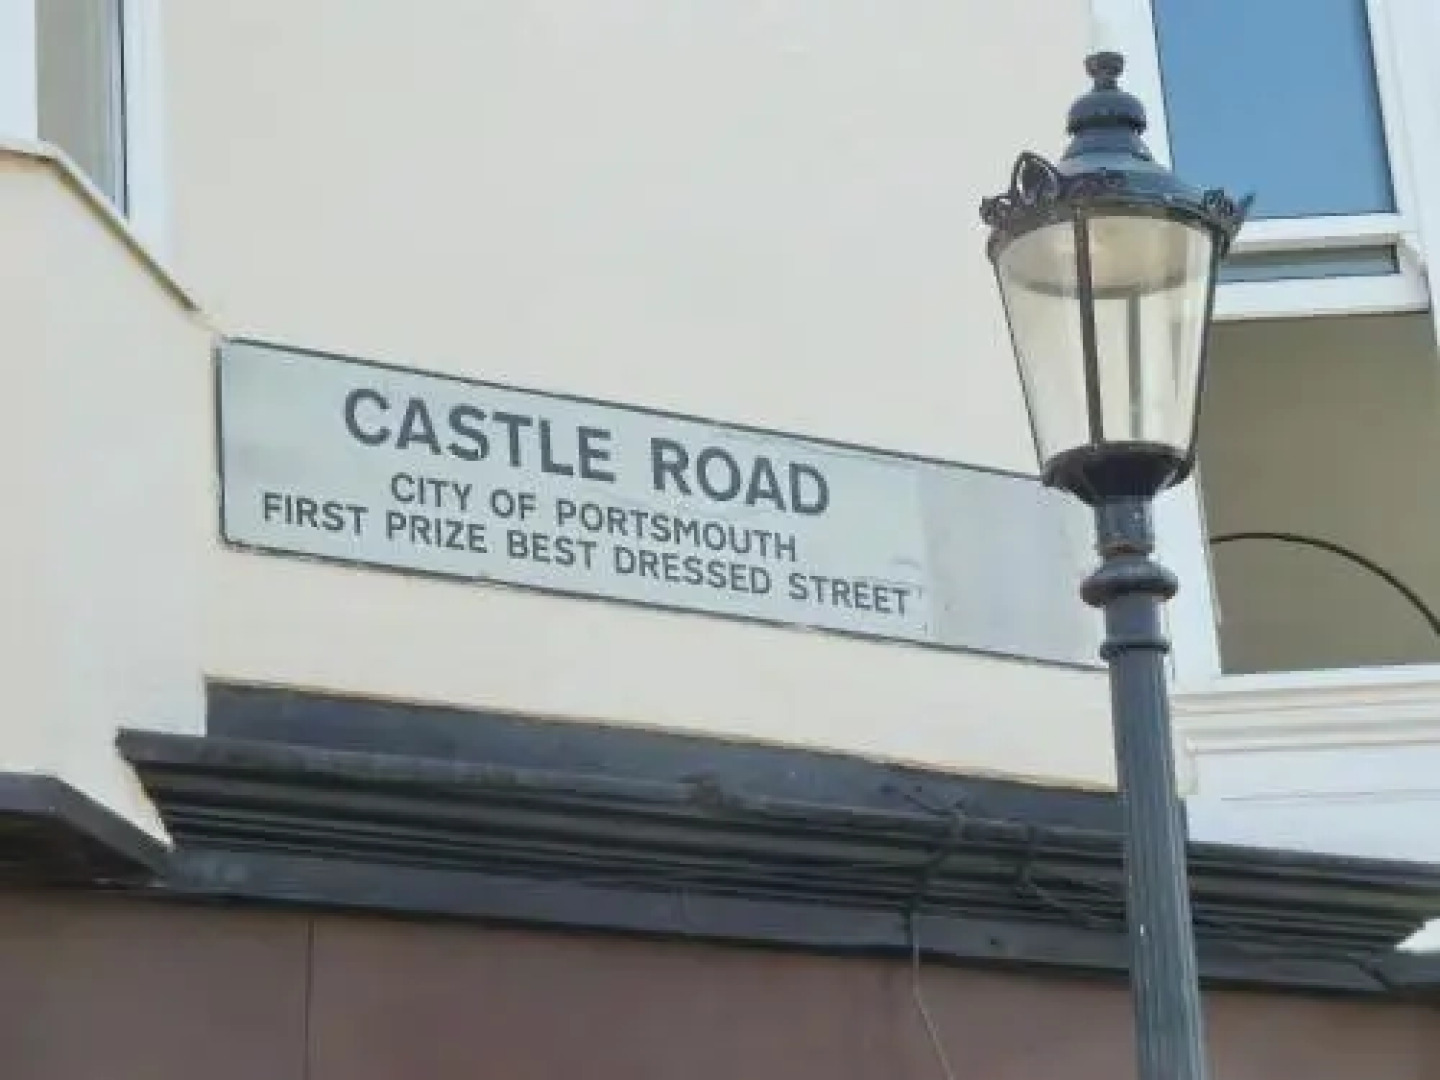 CASTLE ROAD
CITY OF PORTSMOUTH
FIRST PRIZE BEST DRESSED STREET